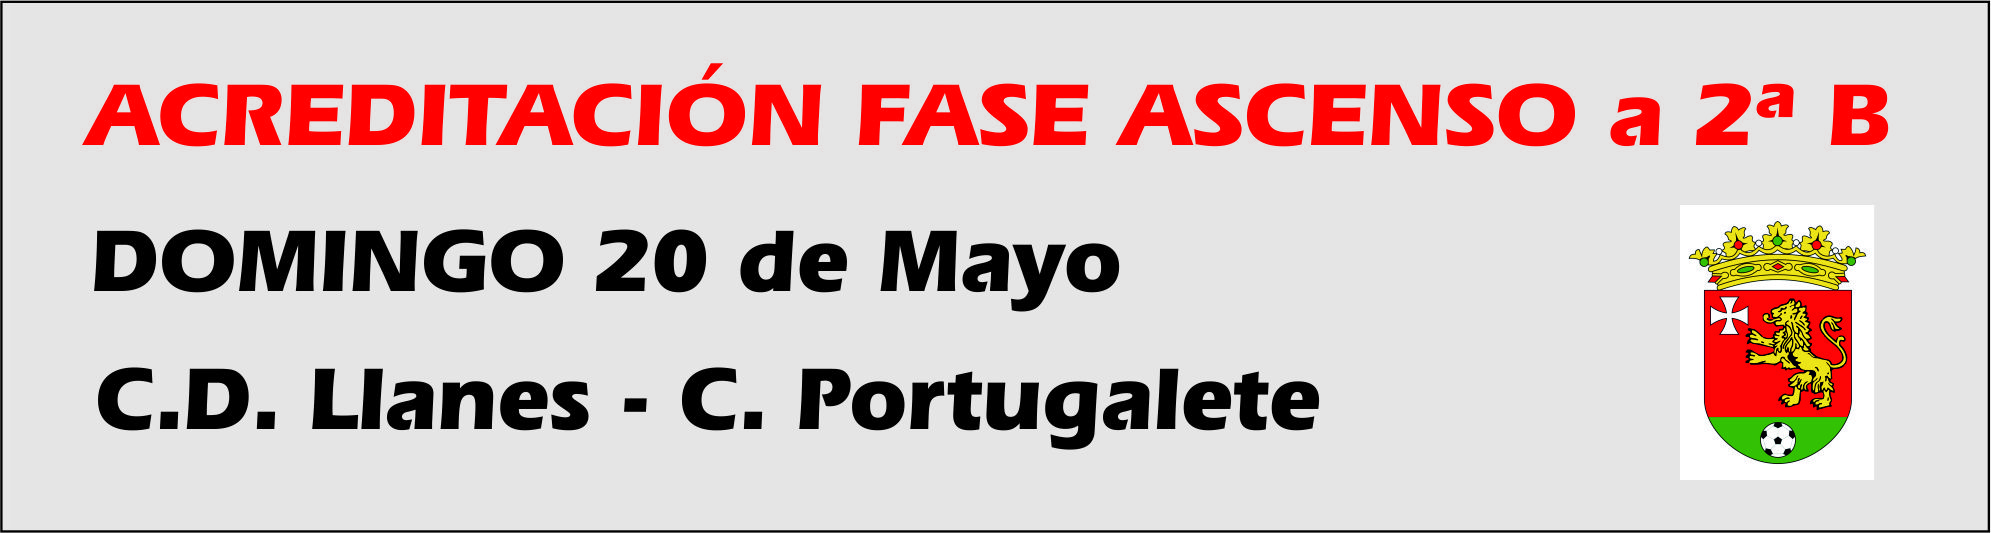 ACREDITACIÓN FASE ASCENSO a 2ª B
DOMINGO 20 de Mayo
C.D. Llanes - C. Portugalete